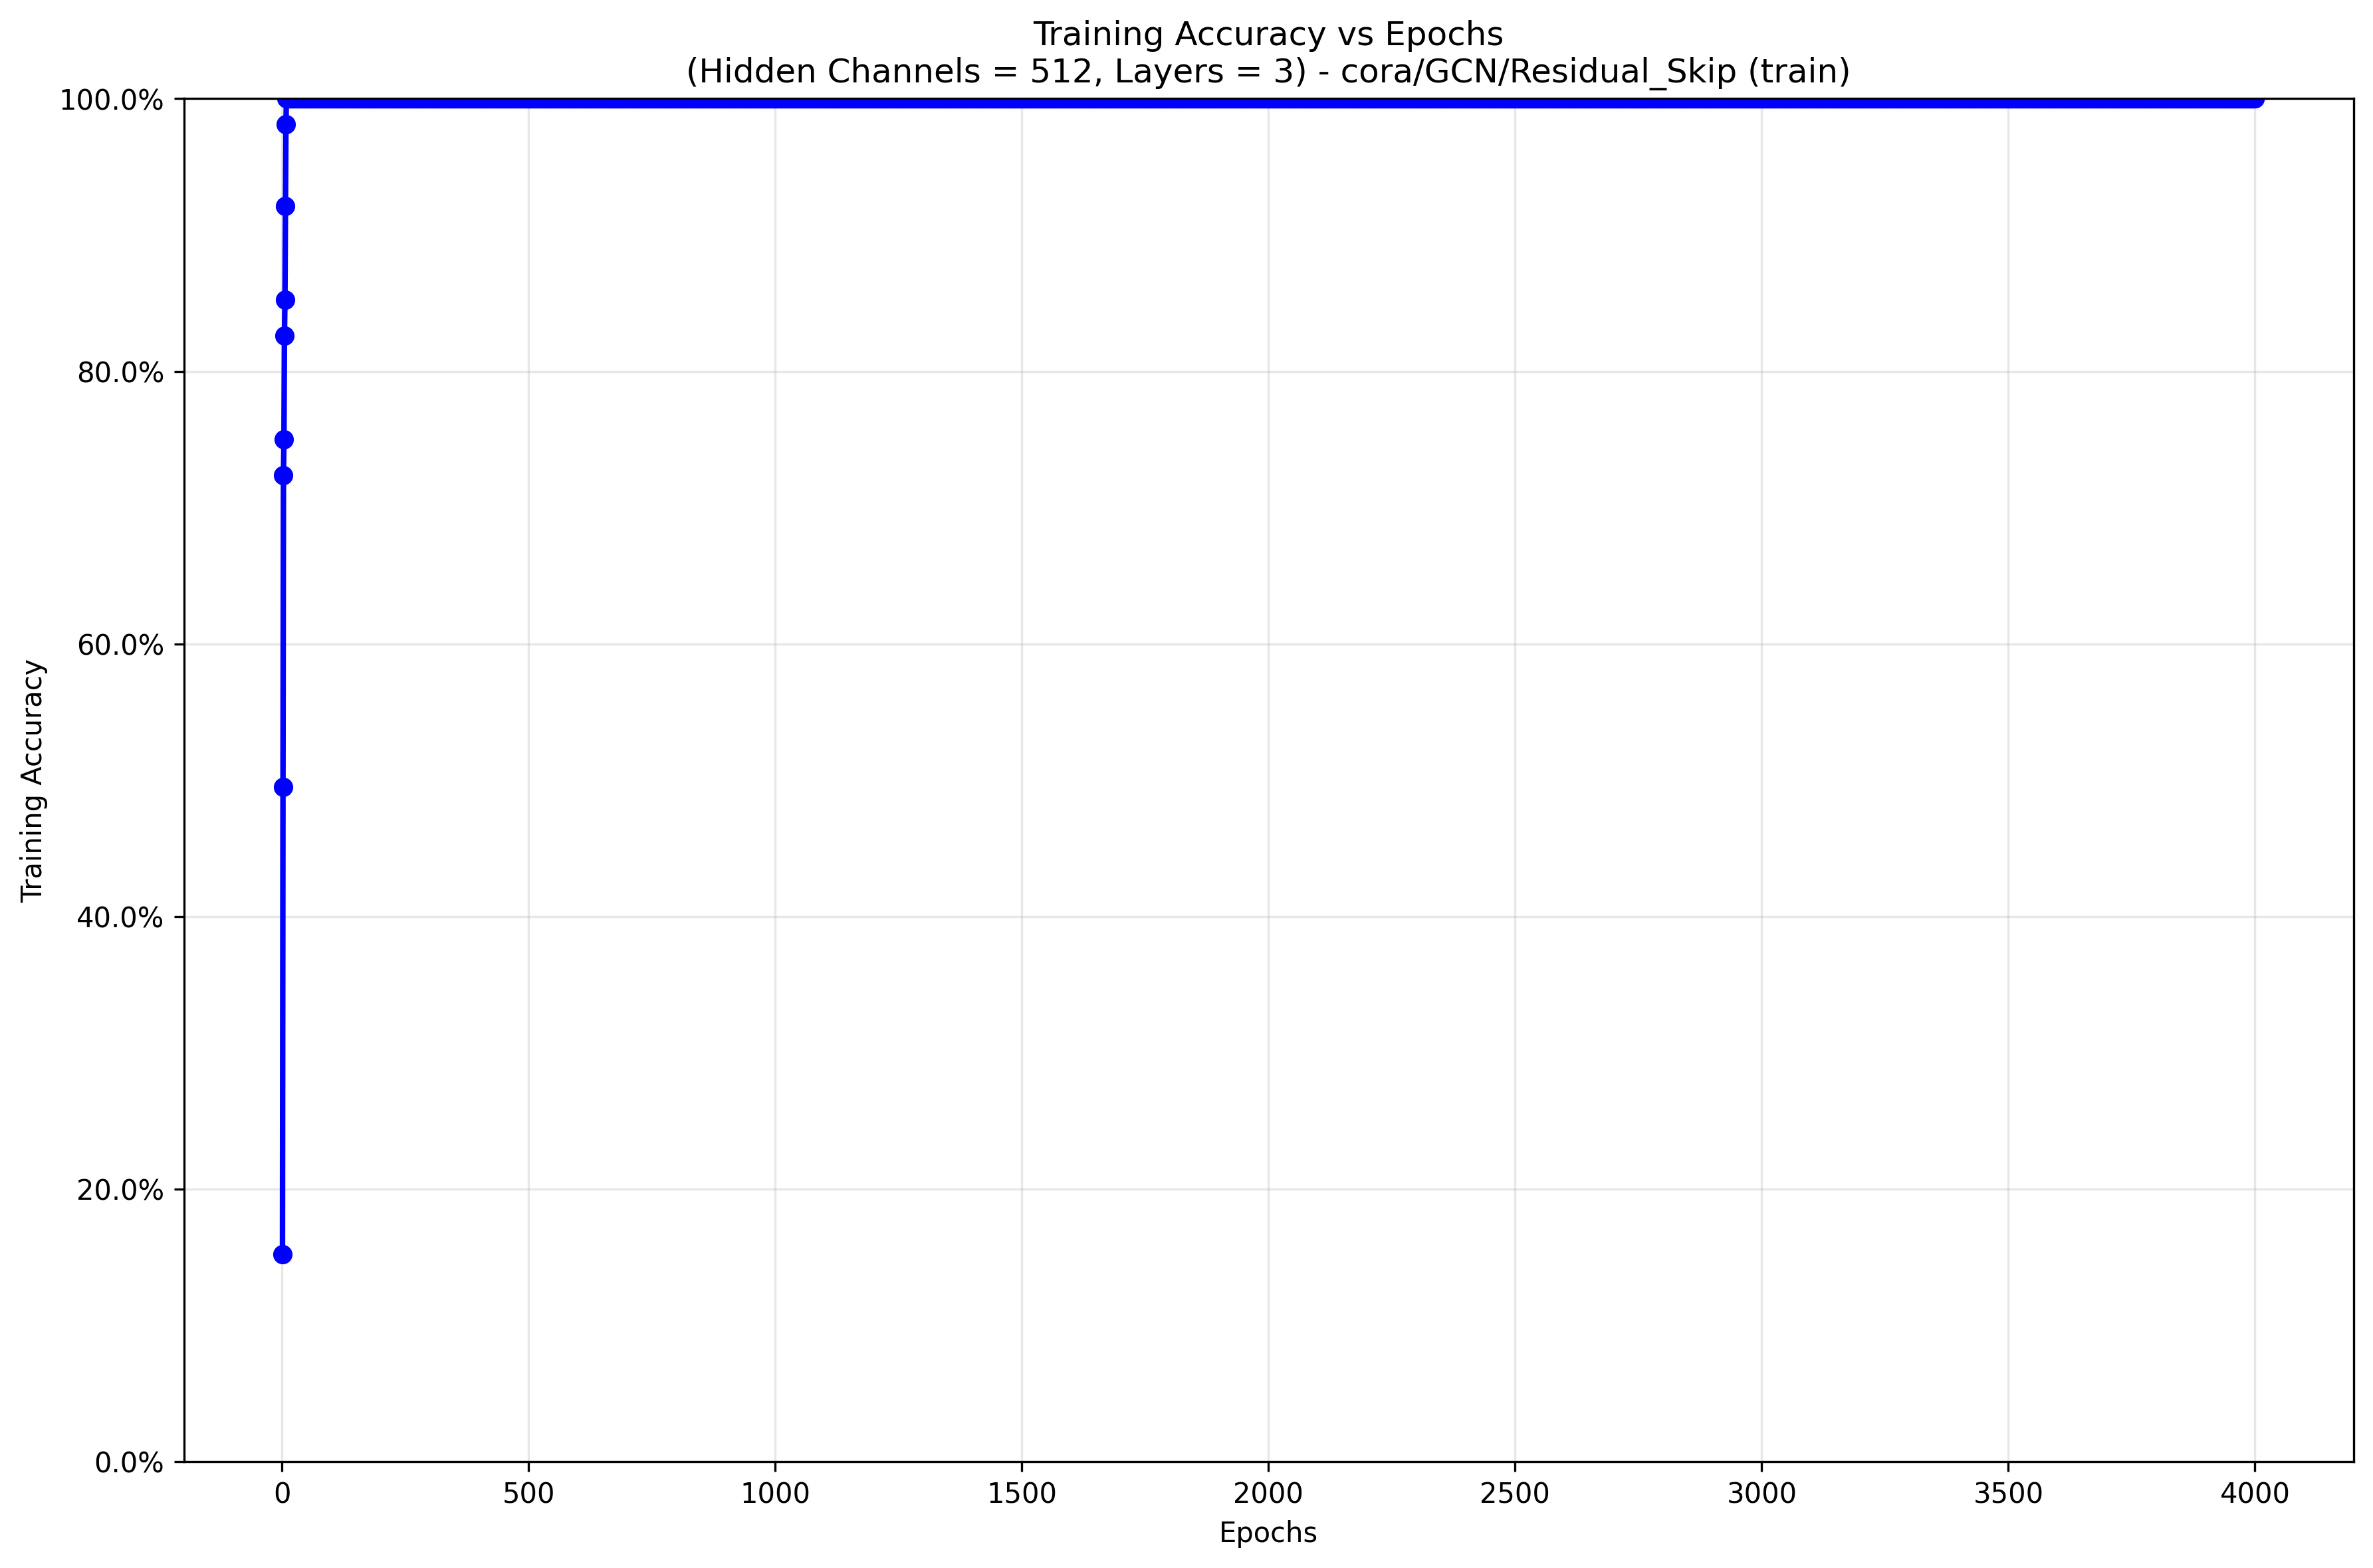 Training Accuracy vs Epochs
(Hidden Channels = 512, Layers = 3) - cora/GCN/Residual_Skip (train)
Training Accuracy
100.0%
80.0%
60.0%
40.0%
20.0%
0.0%
0 500 1000 1500 2000 2500 3000 3500 4000
Epochs